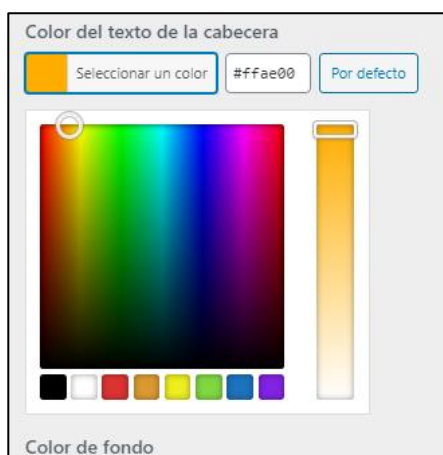 Color del texto de la cabecera
Seleccionar un color #ffae00 Por defecto
Color de fondo